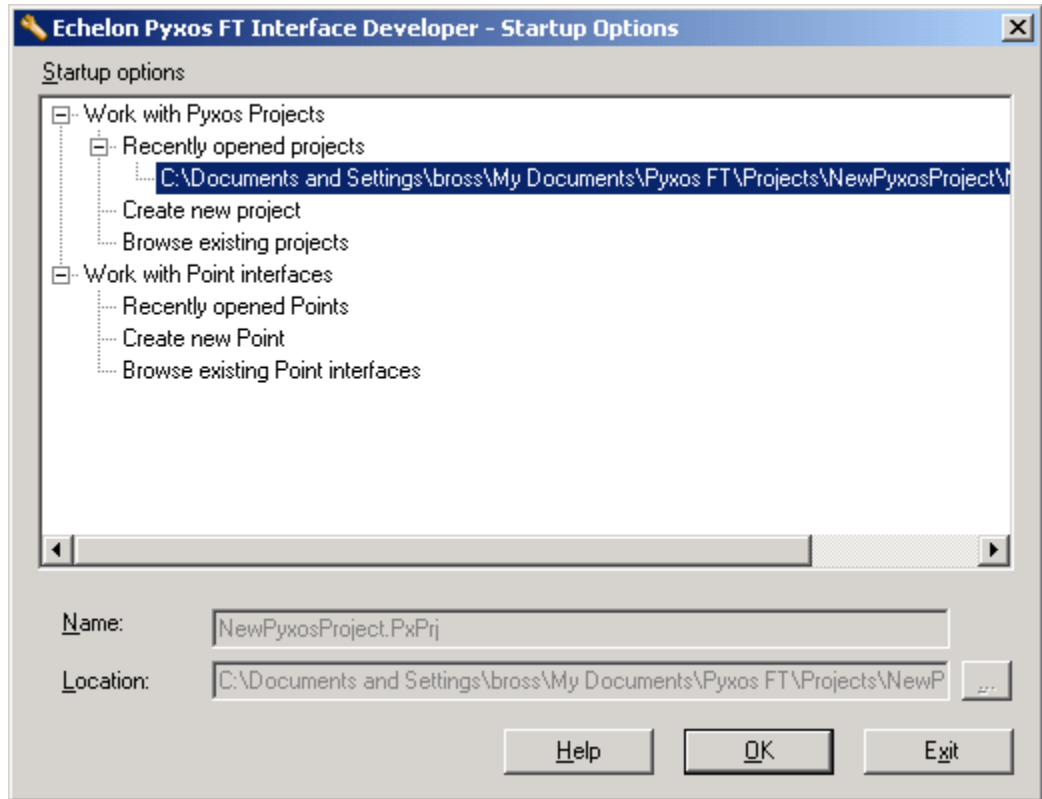 Echelon Pyxos FT Interface Developer - Startup Options
Startup options
Work with Pyxos Projects
Recently opened projects
C:\Documents and Settings\bross\My Documents\Pyxos FT\Projects\NewPyxosProject\
Create new project
Browse existing projects
Work with Point interfaces
Recently opened Points
Create new Point
Browse existing Point interfaces
Name: NewPyxosProject.PxPrj
Location: C:\Documents and Settings\bross\My Documents\Pyxos FT\Projects\NewP ...
Help OK Exit